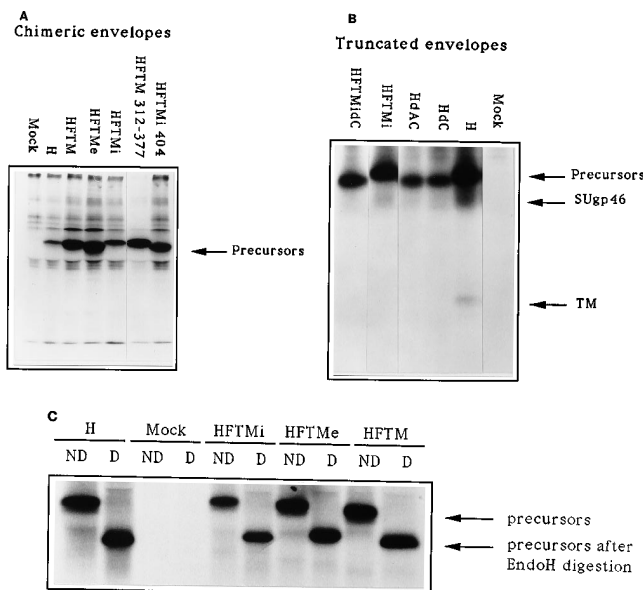 A
Chimeric envelopes
Mock
H
HFTM
HFTMe
HFTMi
HFTM 312-377
HFTMi 404
Precursors
B
Truncated envelopes
HFTMidC
HFTMi
HdAC
HdC
H
Mock
Precursors
SUgp46
TM
C
H Mock HFTMi HFTMe HFTM
ND D ND D ND D ND D ND D
precursors
precursors after
EndoH digestion